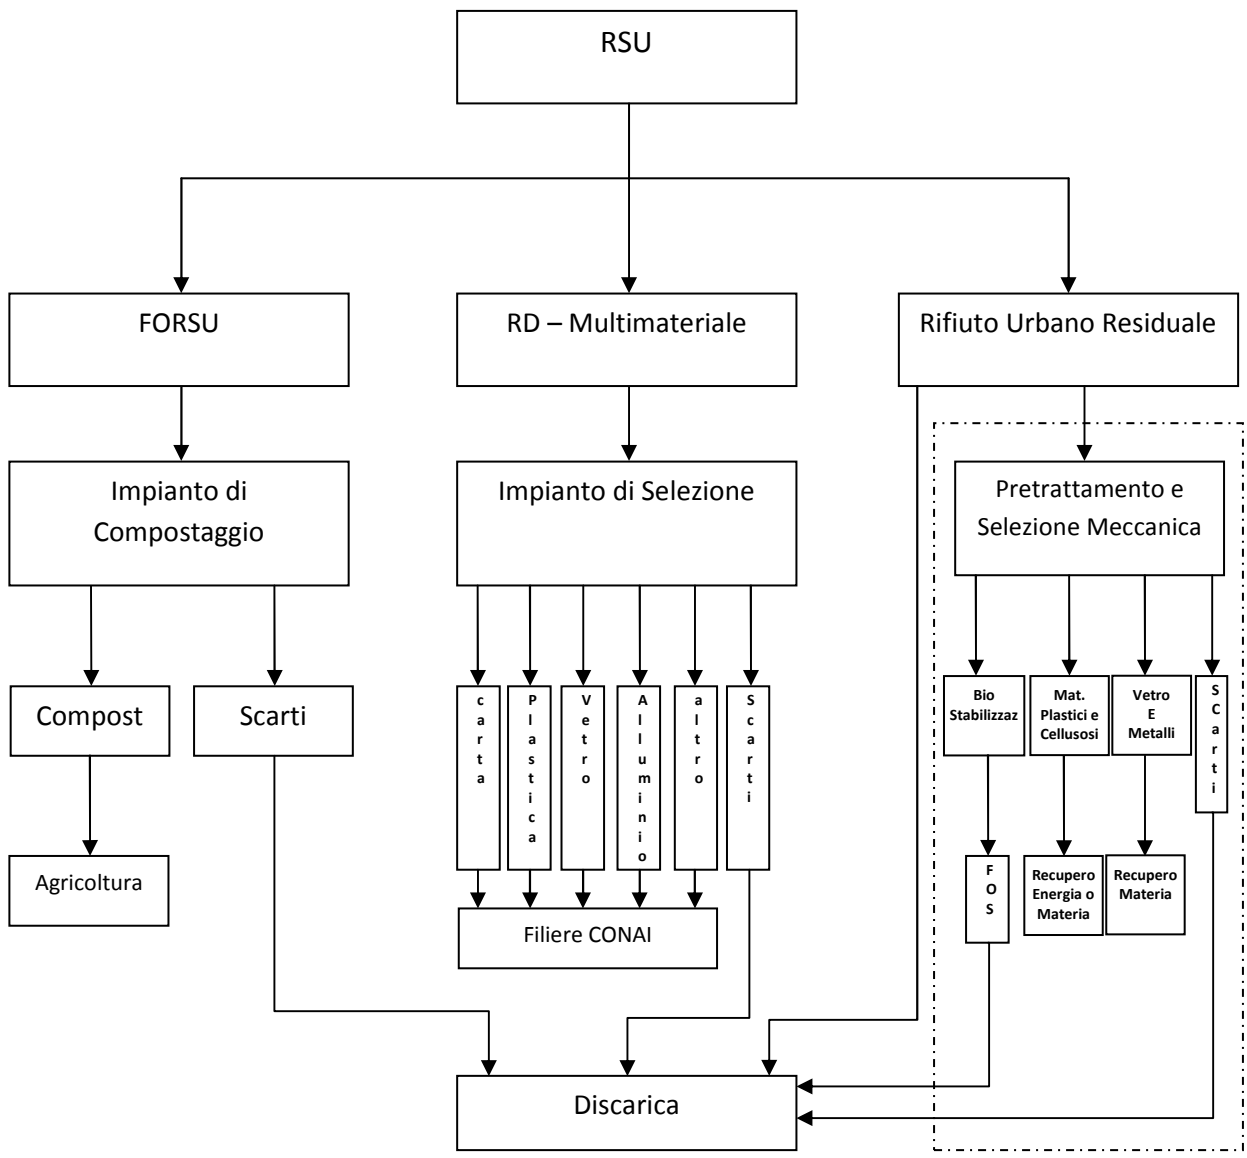 RSU
FORSU
RD – Multimateriale
Rifiuto Urbano Residuale
Impianto di
Compostaggio
Impianto di Selezione
Pretrattamento e
Selezione Meccanica
Compost
Scarti
carta
Plastica
Vetro
Alluminio
altro
Scarti
Bio
Stabilizzaz
Mat.
Plastici e
Cellusosi
Vetro
E
Metalli
SCarti
Agricoltura
Filiere CONAI
FOS
Recupero
Energia o
Materia
Recupero
Materia
Discarica